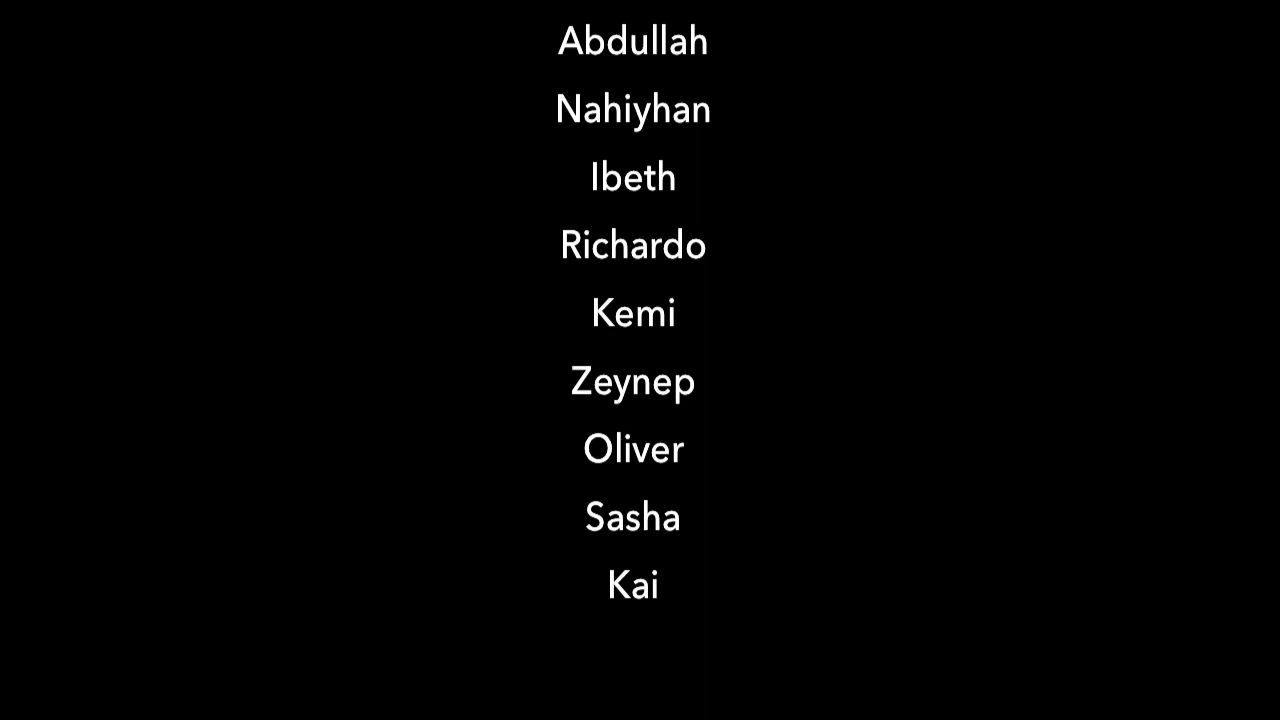 Abdullah
Nahiyhan
Ibeth
Richardo
Kemi
Zeynep
Oliver
Sasha
Kai